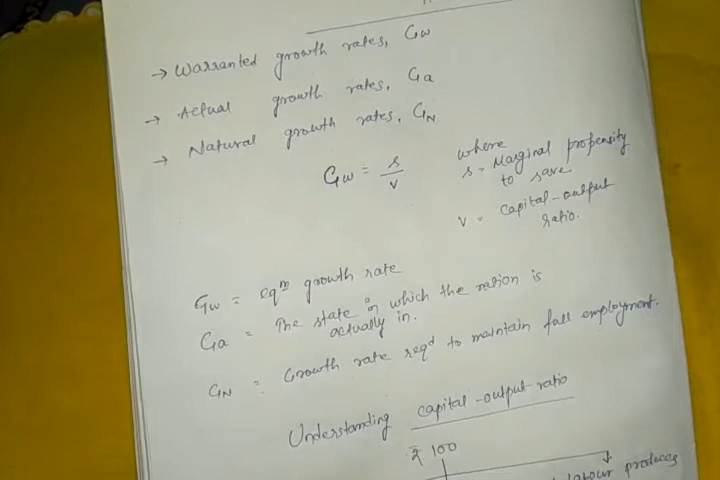 → Warranted growth rates, Gw
→ Actual growth rates, Ga
→ Natural growth rates, GN
Gw = s/v where
s = Marginal propensity
to save
v = capital-output
ratio.
Gw = eqm growth rate
Ga = The state in which the nation is
actually in.
GN = Growth rate reqd to maintain full employment.
Understanding capital-output ratio
₹ 100
labour produces